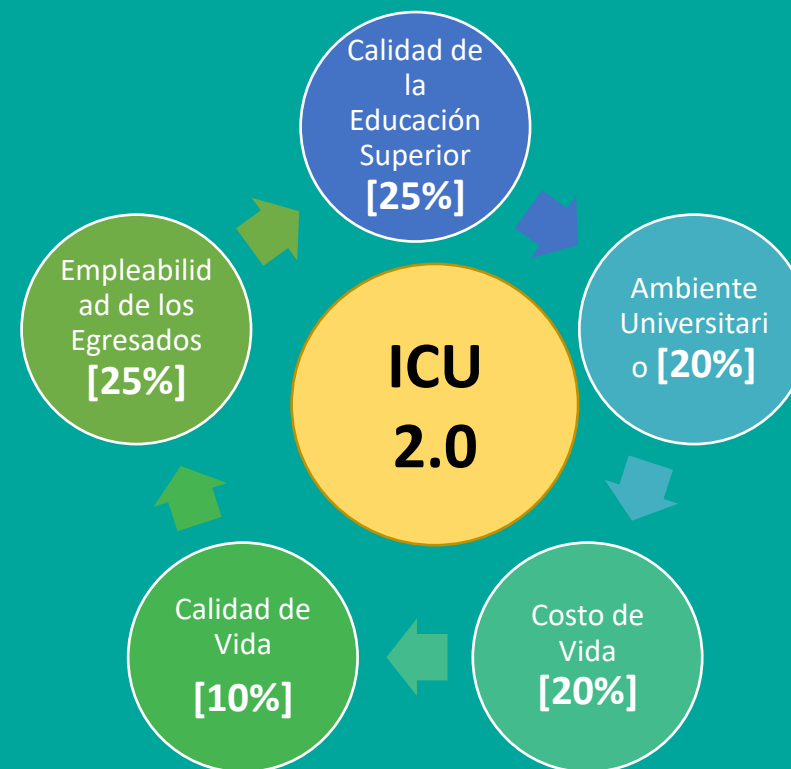 Calidad de
la
Educación
Superior
[25%]
Ambiente
Universitari
o [20%]
Costo de
Vida
[20%]
Calidad de
Vida
[10%]
Empleabilid
ad de los
Egresados
[25%]
ICU
2.0